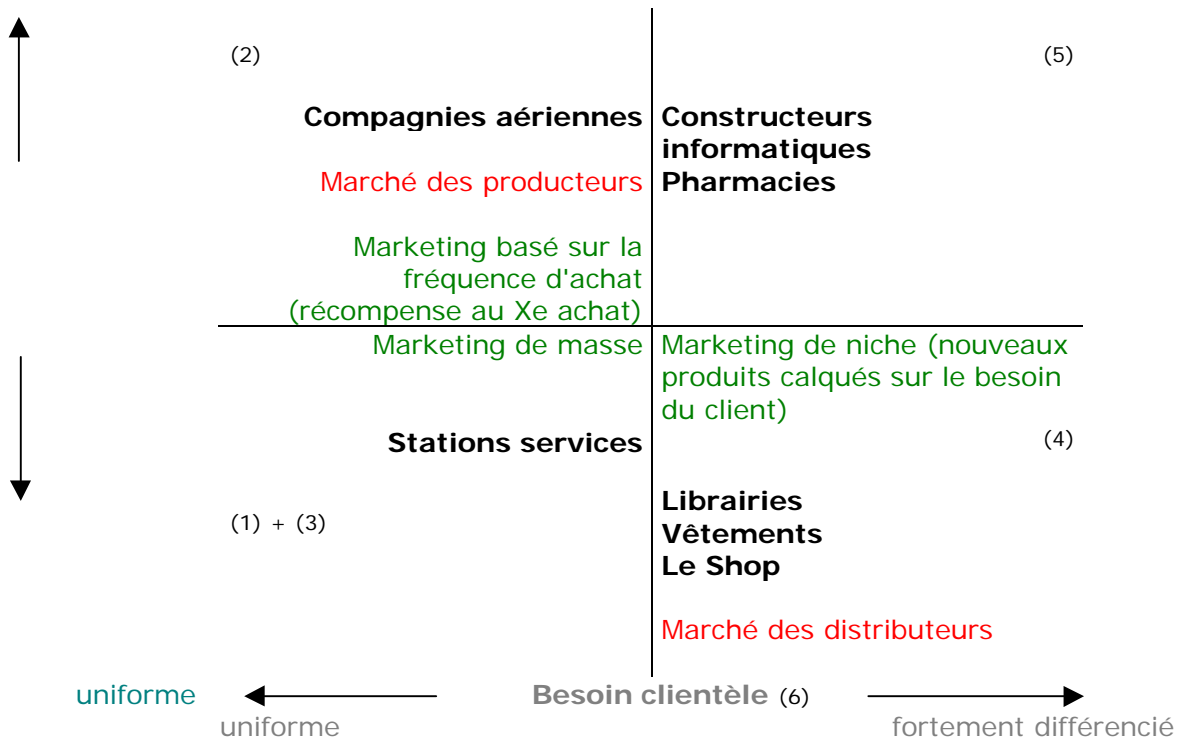 (2)
(5)
Compagnies aériennes
Constructeurs
informatiques
Pharmacies
Marché des producteurs
Marketing basé sur la
fréquence d'achat
(récompense au Xe achat)
Marketing de masse
Marketing de niche (nouveaux
produits calqués sur le besoin
du client)
Stations services
(4)
(1) + (3)
Librairies
Vêtements
Le Shop
Marché des distributeurs
uniforme
Besoin clientèle (6)
uniforme
fortement différencié